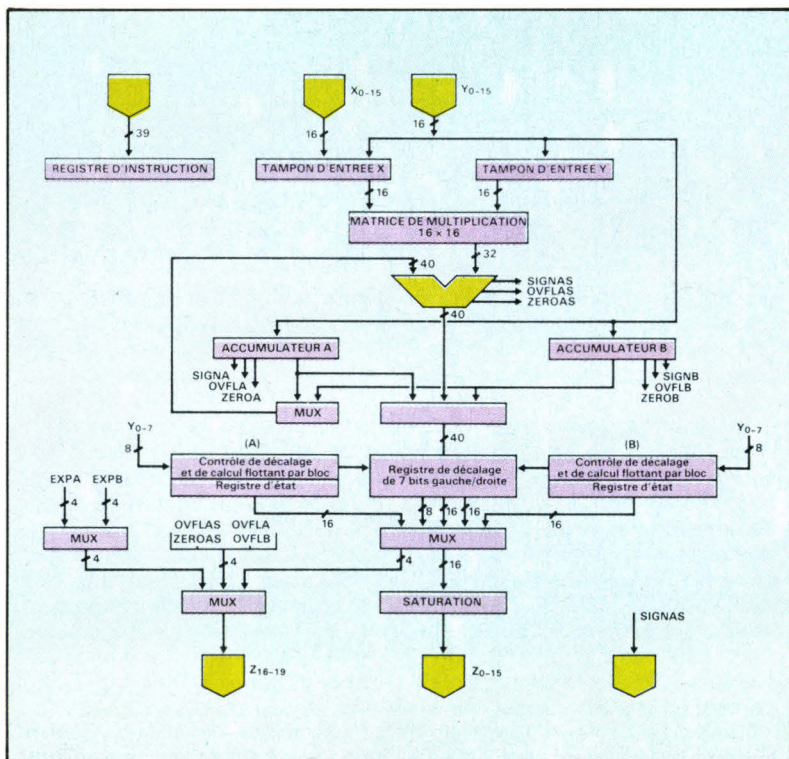 X0-15
Y0-15
39
16
16
REGISTRE D'INSTRUCTION
TAMPON D'ENTREE X
TAMPON D'ENTREE Y
16
16
MATRICE DE MULTIPLICATION
16 × 16
40
32
SIGNAS
OVFLAS
ZEROAS
40
ACCUMULATEUR A
ACCUMULATEUR B
SIGNA
OVFLA
ZEROA
SIGNB
OVFLB
ZEROB
MUX
40
Y0-7
8
(A)
Contrôle de décalage
et de calcul flottant par bloc
Registre d'état
Registre de décalage
de 7 bits gauche/droite
(B)
Contrôle de décalage
et de calcul flottant par bloc
Registre d'état
Y0-7
8
EXPA
EXPB
4
4
16
8
16
16
16
MUX
OVFLAS
OVFLA
ZEROAS
OVFLB
MUX
4
4
4
16
MUX
SATURATION
SIGNAS
Z16-19
Z0-15